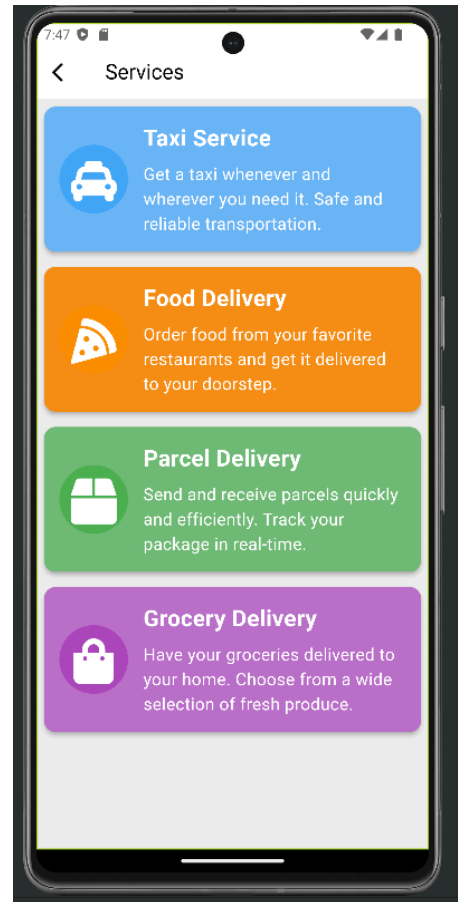 7:47
Services
Taxi Service
Get a taxi whenever and
wherever you need it. Safe and
reliable transportation.
Food Delivery
Order food from your favorite
restaurants and get it delivered
to your doorstep.
Parcel Delivery
Send and receive parcels quickly
and efficiently. Track your
package in real-time.
Grocery Delivery
Have your groceries delivered to
your home. Choose from a wide
selection of fresh produce.